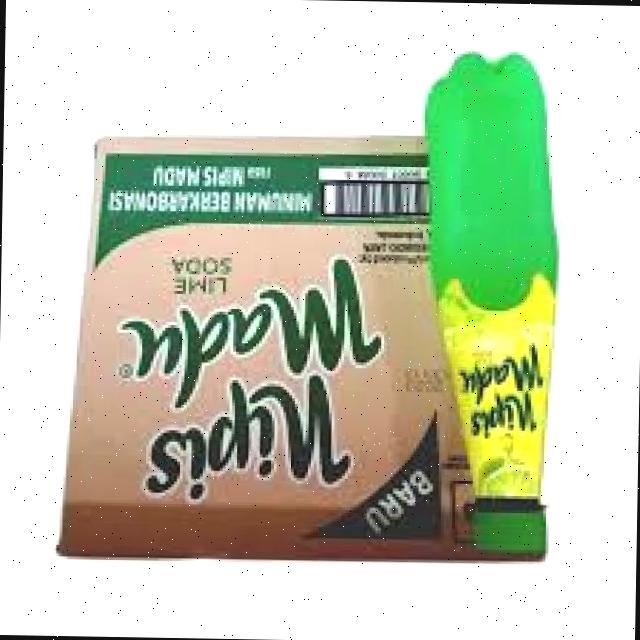 BARU
Nipis
Madu®
LIME
SODA
MINUMAN BERKARBONASI
rasa NIPIS MADU
Nipis
Madu